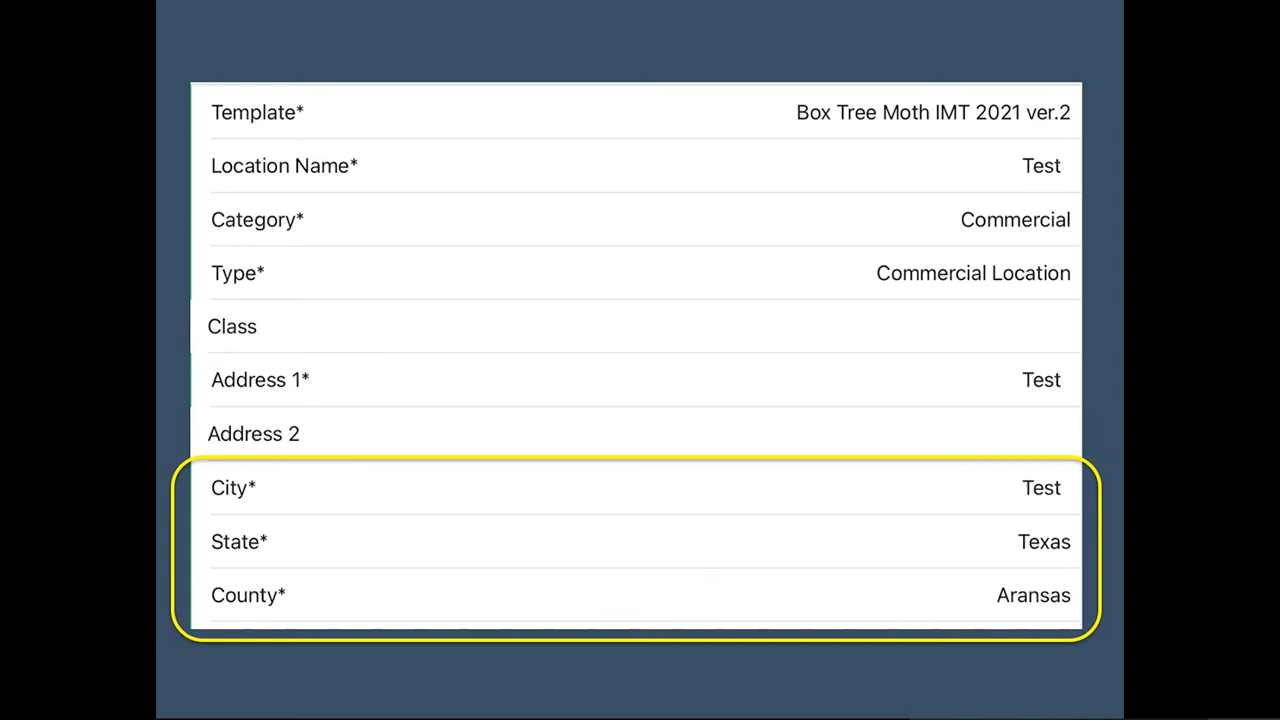 Template* Box Tree Moth IMT 2021 ver.2
Location Name* Test
Category* Commercial
Type* Commercial Location
Class
Address 1* Test
Address 2
City* Test
State* Texas
County* Aransas